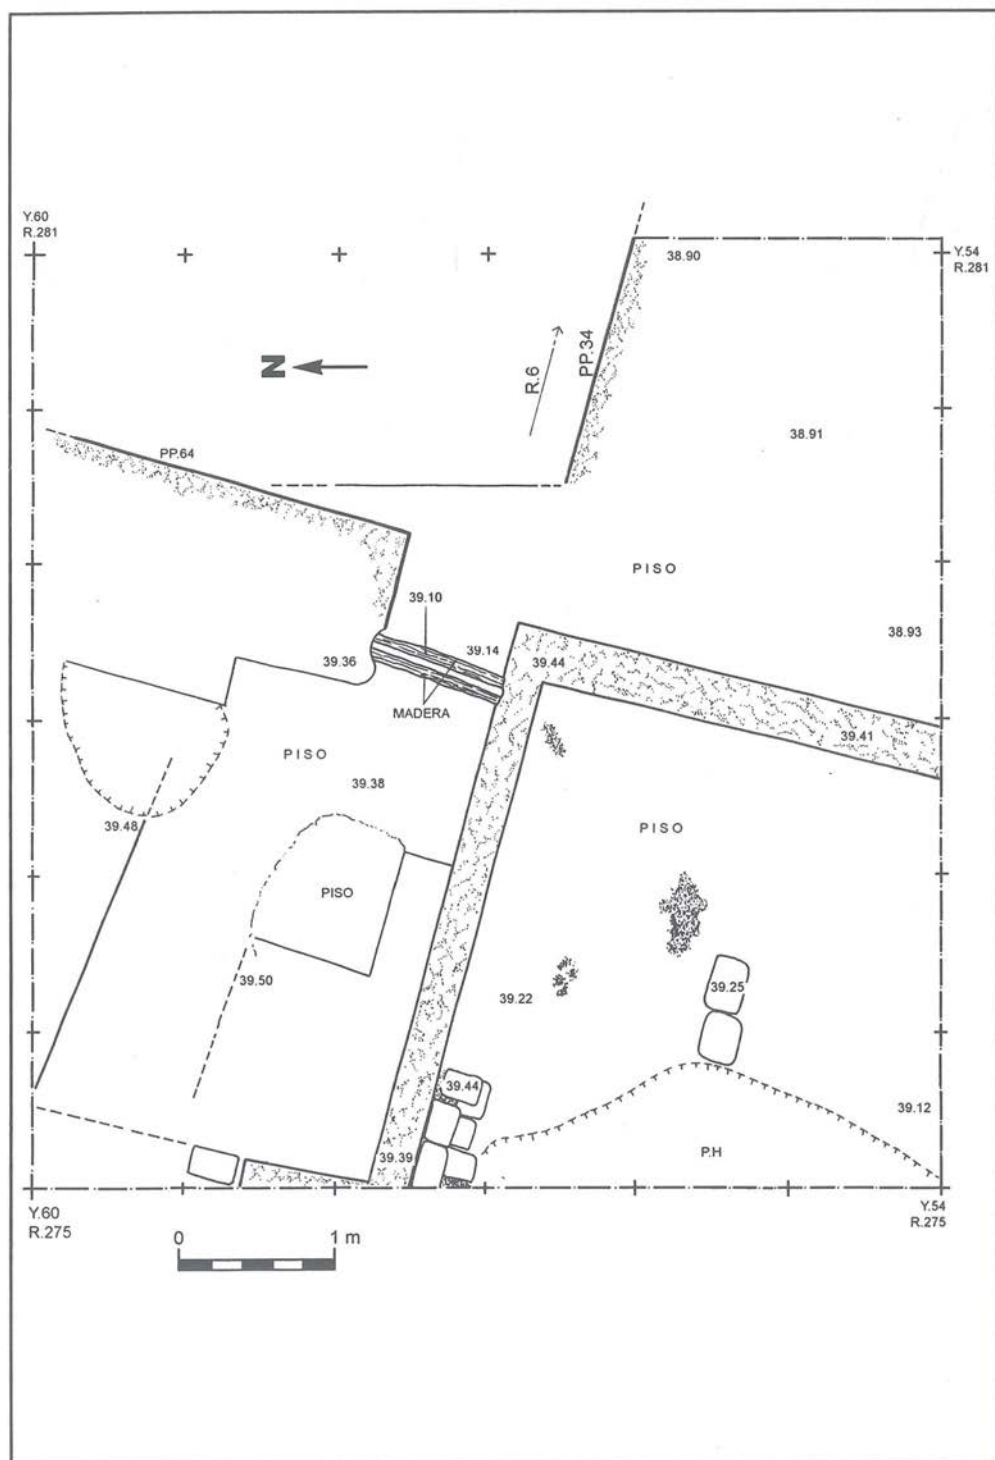 Y.60
R.281
38.90
Y.54
R.281
N
R.6
PP.34
38.91
PP.64
PISO
39.10
38.93
39.14
39.36
39.44
MADERA
39.41
PISO
39.38
39.48
PISO
PISO
39.50
39.22
39.25
39.44
39.12
39.39
P.H
Y.60
R.275
Y.54
R.275
0 1 m